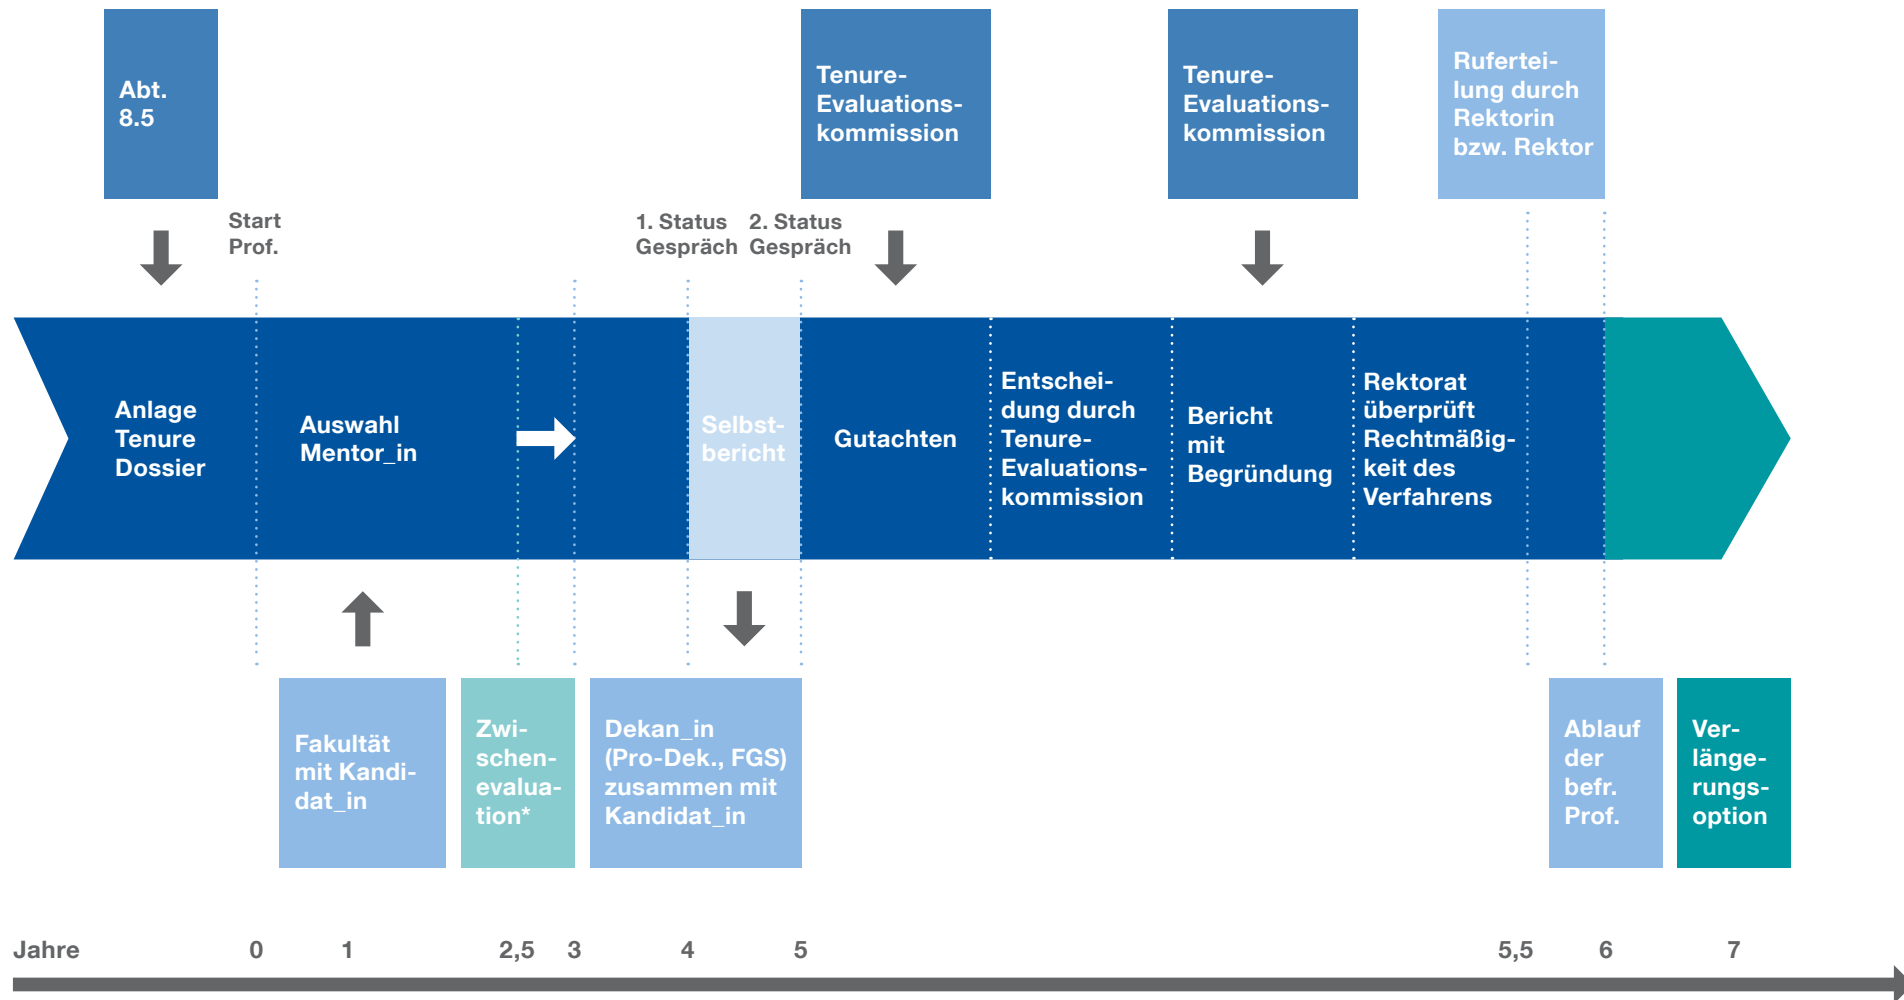 Abt.
8.5
Tenure-
Evaluations-
kommission
Tenure-
Evaluations-
kommission
Rufertei-
lung durch
Rektorin
bzw. Rektor
Start
Prof.
1. Status
Gespräch
2. Status
Gespräch
Anlage
Tenure
Dossier
Auswahl
Mentor_in
Selbst-
bericht
Gutachten
Entschei-
dung durch
Tenure-
Evaluations-
kommission
Bericht
mit
Begründung
Rektorat
überprüft
Rechtmäßig-
keit des
Verfahrens
Fakultät
mit Kandi-
dat_in
Zwi-
schen-
evalua-
tion*
Dekan_in
(Pro-Dek., FGS)
zusammen mit
Kandidat_in
Ablauf
der
befr.
Prof.
Ver-
länge-
rungs-
option
Jahre 0 1 2,5 3 4 5 5,5 6 7